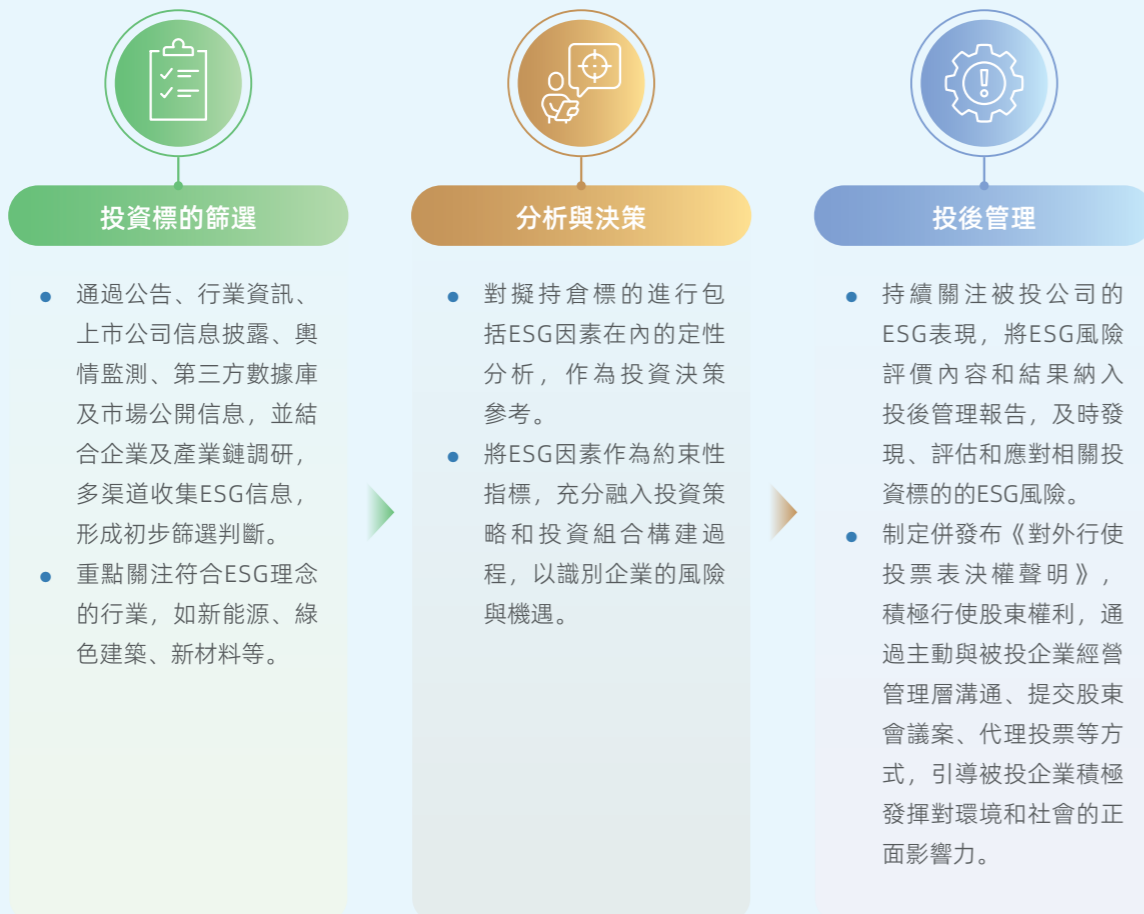 投資標的篩選
通過公告、行業資訊、
上市公司信息披露、輿
情監測、第三方數據庫
及市場公開信息，並結
合企業及產業鏈調研，
多渠道收集ESG信息，
形成初步篩選判斷。
重點關注符合ESG理念
的行業，如新能源、綠
色建築、新材料等。
分析與決策
對擬持倉標的進行包
括ESG因素在內的定性
分析，作為投資決策
參考。
將ESG因素作為約束性
指標，充分融入投資策
略和投資組合構建過
程，以識別企業的風險
與機遇。
投後管理
持續關注被投公司的
ESG表現，將ESG風險
評價內容和結果納入
投後管理報告，及時發
現、評估和應對相關投
資標的的ESG風險。
制定併發布《對外行使
投票表決權聲明》，
積極行使股東權利，通
過主動與被投企業經營
管理層溝通、提交股東
會議案、代理投票等方
式，引導被投企業積極
發揮對環境和社會的正
面影響力。